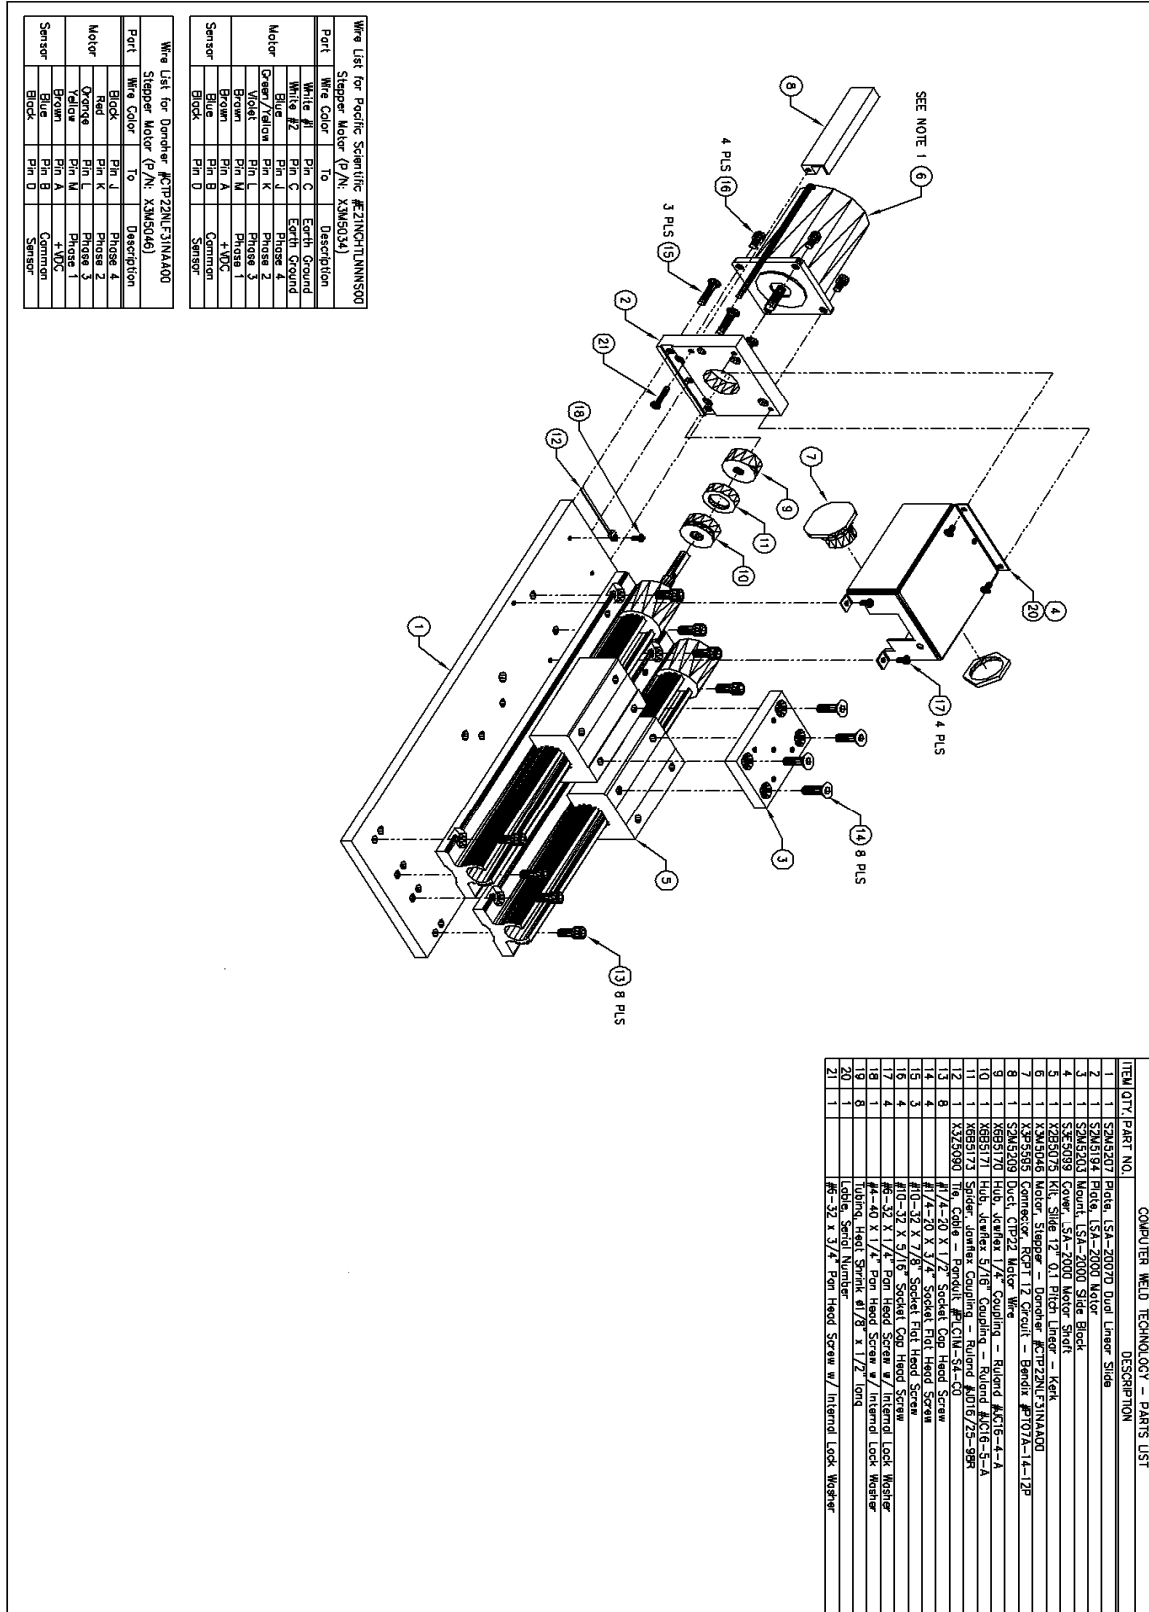 COMPUTER WELD TECHNOLOGY - PARTS LIST
ITEM QTY. PART NO. DESCRIPTION
1 1 S2M5207 Plate, LSA-2007D Dual Linear Slide
2 1 S2M5194 Plate, LSA-2000 Motor
3 1 S2M5203 Mount, LSA-2000 Slide Block
4 1 S3E5099 Cover, LSA-2000 Motor Shaft
5 1 X2B5075 Kit, Slide 12" 0.1 Pitch Linear - Kerk
6 1 X3M5046 Motor, Stepper - Danaher #CTP22NLF31NAA00
7 1 X3P5595 Connector, RCPT 12 Circuit - Bendix #PT07A-14-12P
8 1 S2M5209 Duct, CTP22 Motor Wire
9 1 X6B5170 Hub, Jawflex 1/4" Coupling - Ruland #JC16-4-A
10 1 X6B5171 Hub, Jawflex 5/16" Coupling - Ruland #JC16-5-A
11 1 X6B5173 Spider, Jawflex Coupling - Ruland #JD16/25-98R
12 1 X3Z5090 Tie, Cable - Panduit #PLC1M-S4-C0
13 8 #1/4-20 X 1/2" Socket Cap Head Screw
14 4 #1/4-20 X 3/4" Socket Flat Head Screw
15 3 #10-32 X 7/8" Socket Flat Head Screw
16 4 #10-32 X 5/16" Socket Cap Head Screw
17 4 #6-32 X 1/4" Pan Head Screw w/ Internal Lock Washer
18 1 #4-40 X 1/4" Pan Head Screw w/ Internal Lock Washer
19 8 Tubing, Heat Shrink ø1/8" x 1/2" long
20 1 Lable, Serial Number
21 1 #6-32 x 3/4" Pan Head Screw w/ Internal Lock Washer
SEE NOTE 1 6
8
4 PLS 16
3 PLS 15
2
21
18
12
1
7
9
11
10
4
20
17 4 PLS
14 8 PLS
3
5
13 8 PLS
Wire List for Pacific Scientific #E21NCHTLNNNS00
Stepper Motor (P/N: X3M5034)
Part Wire Color To Description
White #1 Pin C Earth Ground
White #2 Pin C Earth Ground
Motor Blue Pin J Phase 4
Green/Yellow Pin K Phase 2
Violet Pin L Phase 3
Brown Pin M Phase 1
Sensor Brown Pin A +VDC
Blue Pin B Common
Black Pin D Sensor
Wire List for Danaher #CTP22NLF31NAA00
Stepper Motor (P/N: X3M5046)
Part Wire Color To Description
Motor Black Pin J Phase 4
Red Pin K Phase 2
Orange Pin L Phase 3
Yellow Pin M Phase 1
Sensor Brown Pin A +VDC
Blue Pin B Common
Black Pin D Sensor